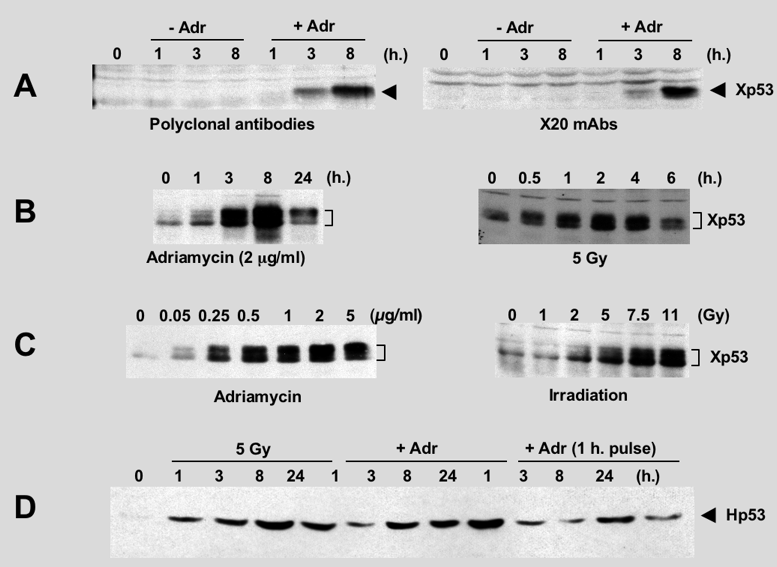 - Adr + Adr - Adr + Adr
0 1 3 8 1 3 8 (h.) 0 1 3 8 1 3 8 (h.)
A Xp53
Polyclonal antibodies X20 mAbs
0 1 3 8 24 (h.) 0 0.5 1 2 4 6 (h.)
B Xp53
Adriamycin (2 µg/ml) 5 Gy
0 0.05 0.25 0.5 1 2 5 (µg/ml) 0 1 2 5 7.5 11 (Gy)
C Xp53
Adriamycin Irradiation
5 Gy + Adr + Adr (1 h. pulse)
0 1 3 8 24 1 3 8 24 1 3 8 24 (h.)
D Hp53